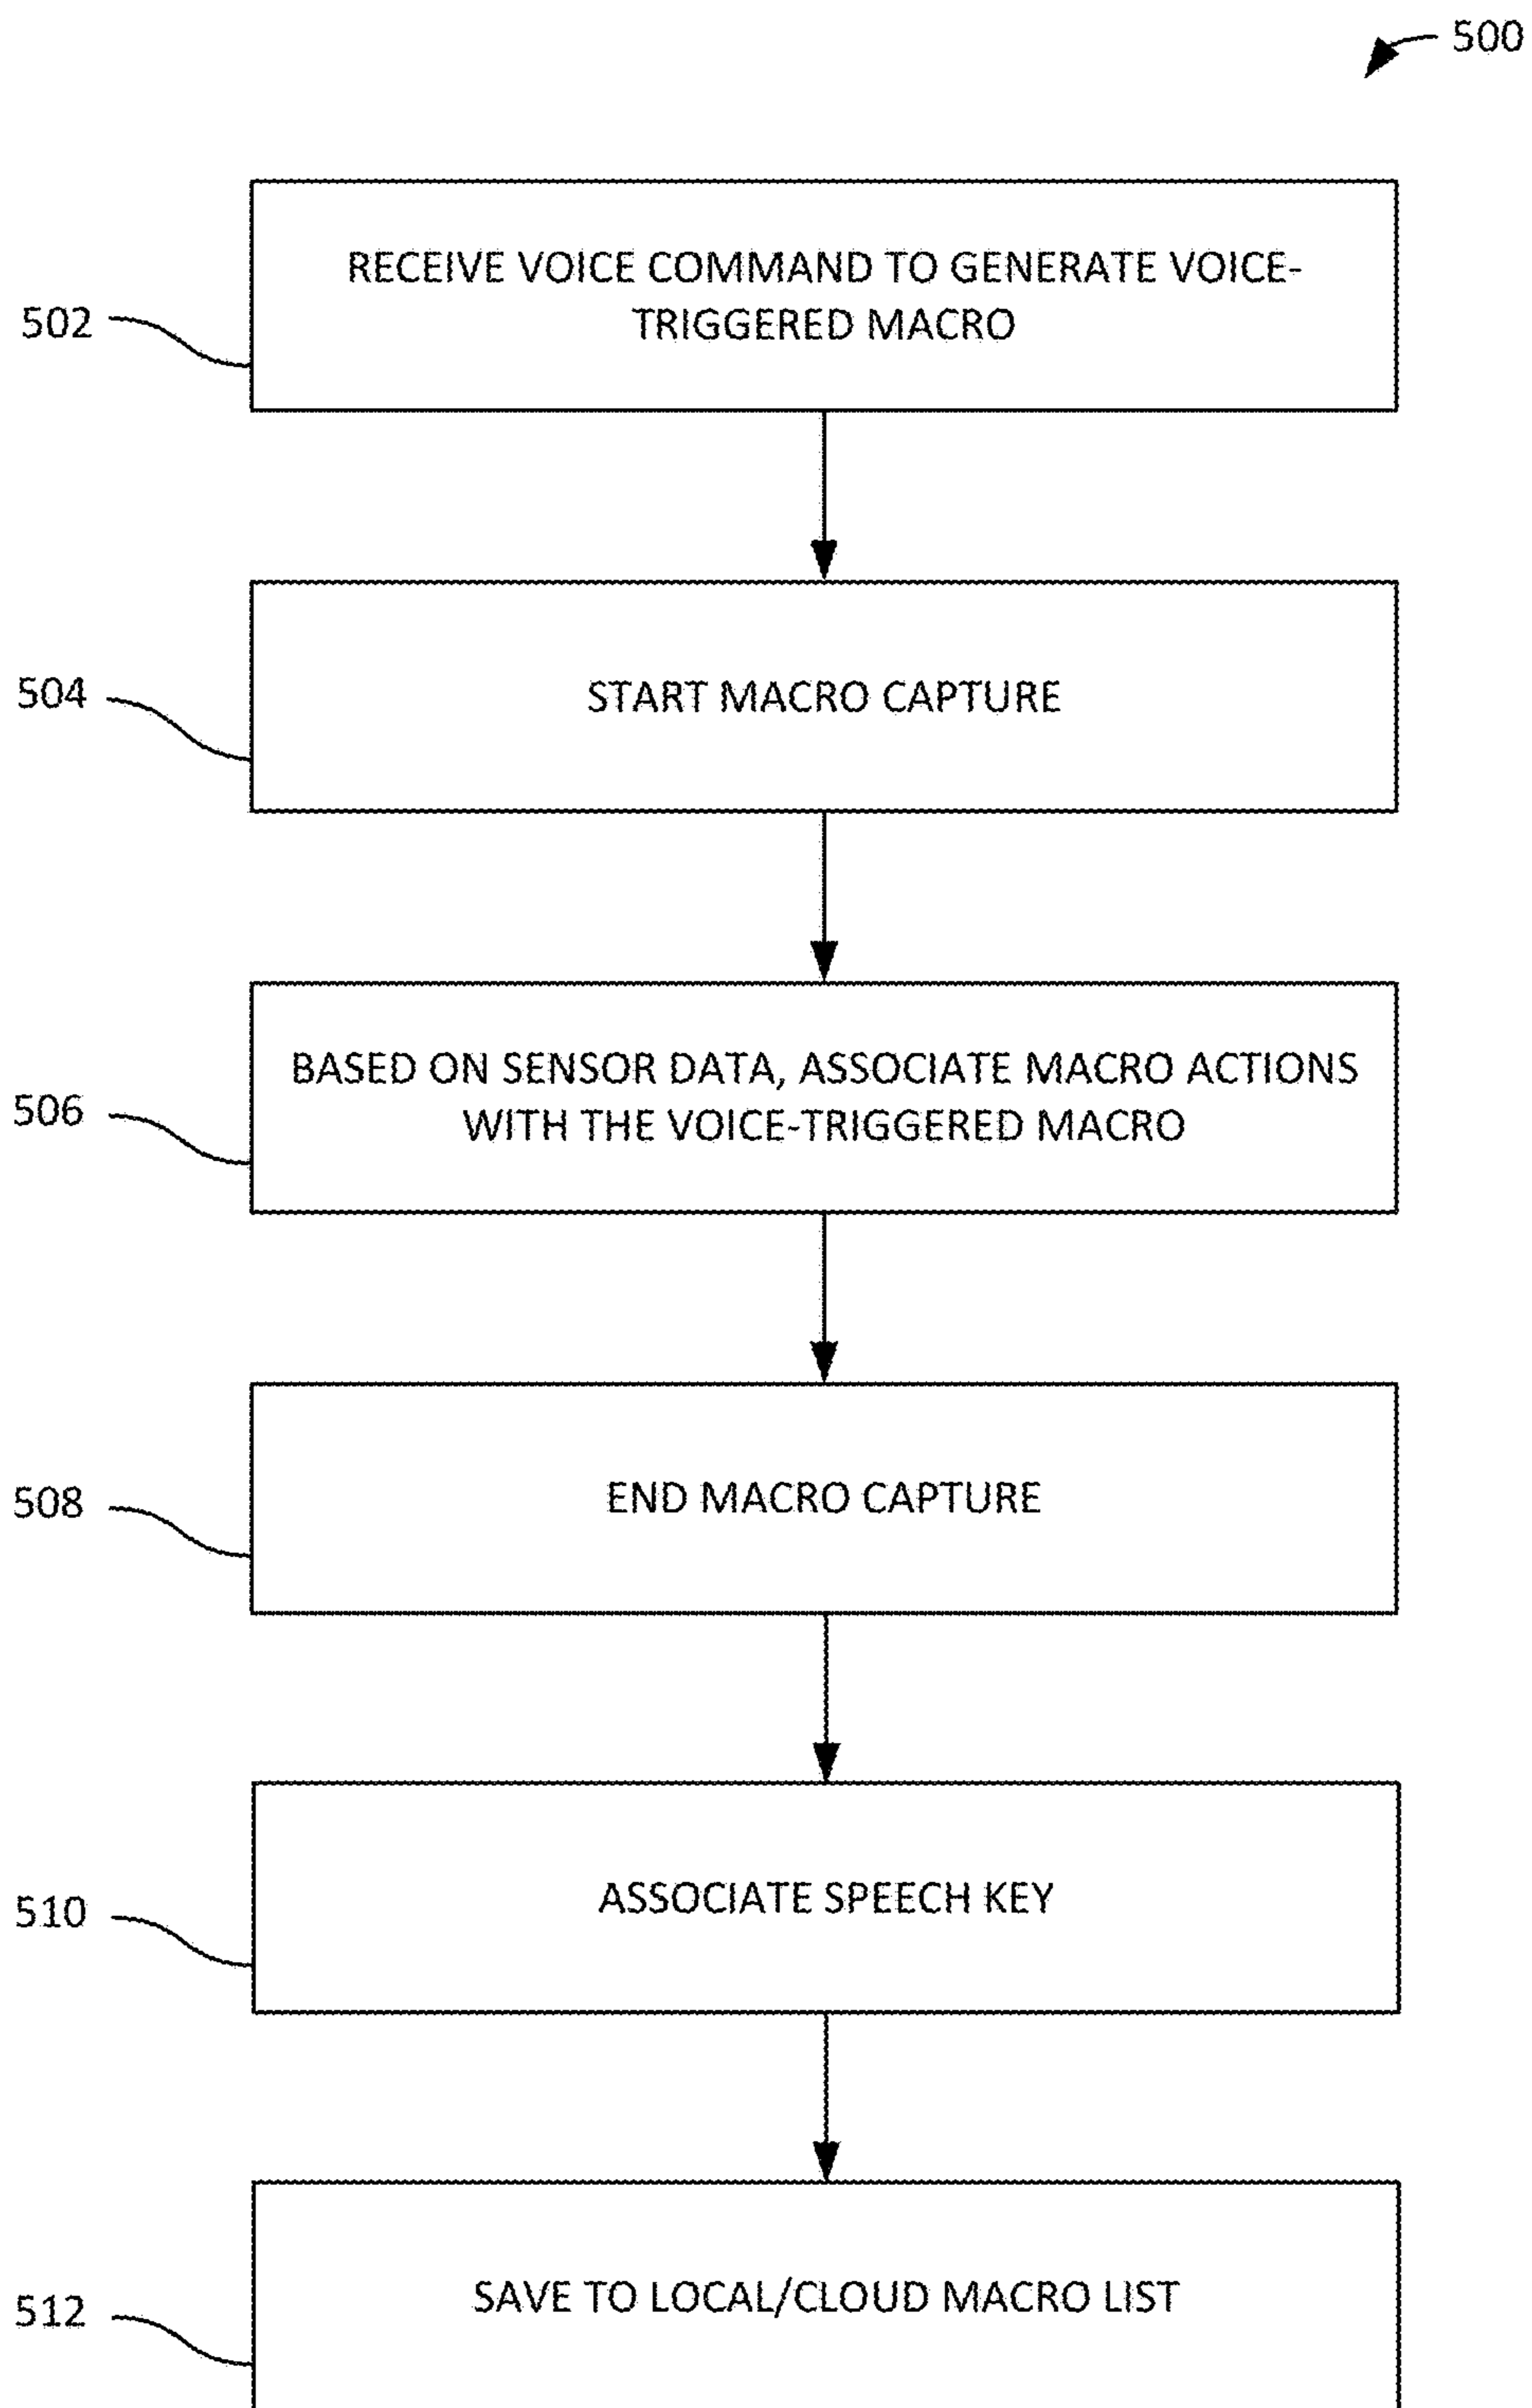 500
RECEIVE VOICE COMMAND TO GENERATE VOICE-
TRIGGERED MACRO
502
START MACRO CAPTURE
504
BASED ON SENSOR DATA, ASSOCIATE MACRO ACTIONS
WITH THE VOICE-TRIGGERED MACRO
506
END MACRO CAPTURE
508
ASSOCIATE SPEECH KEY
510
SAVE TO LOCAL/CLOUD MACRO LIST
512